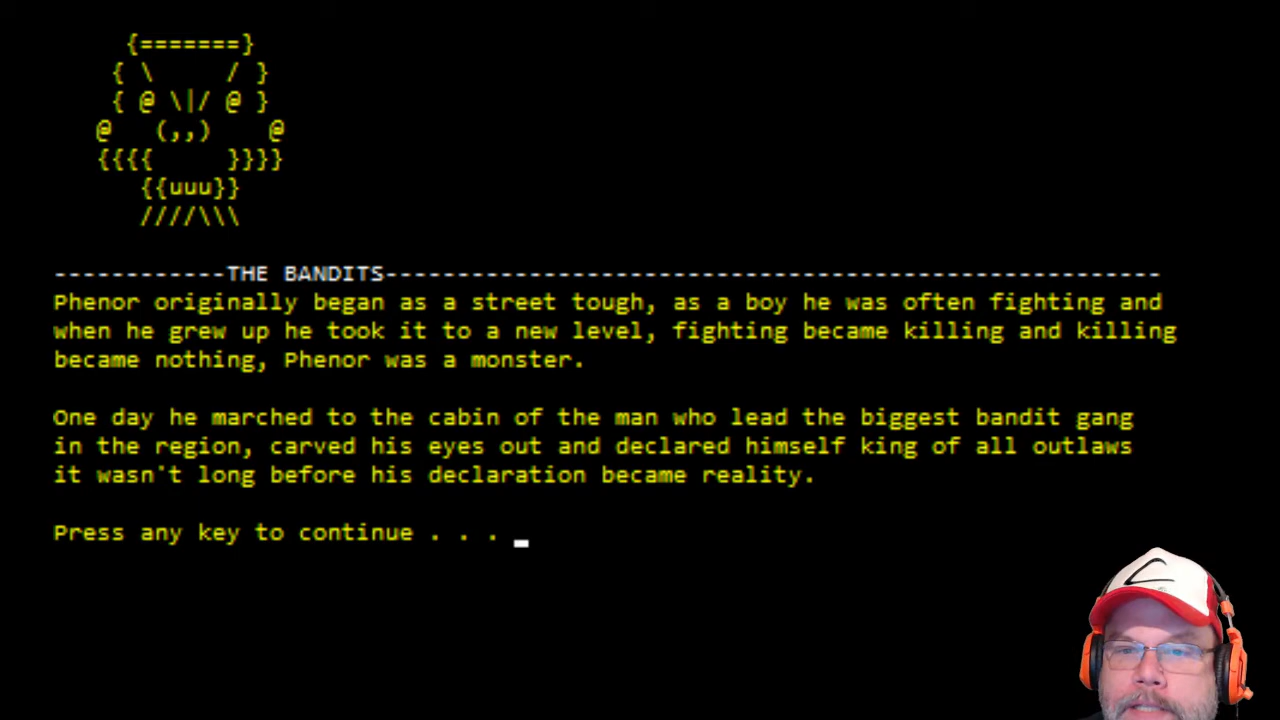 {=======}
{ \     / }
{ @ \|/ @ }
@   (,,)    @
{{{{     }}}}
{{uuu}}
////\\\
------------THE BANDITS------------------------------------------------------
Phenor originally began as a street tough, as a boy he was often fighting and
when he grew up he took it to a new level, fighting became killing and killing
became nothing, Phenor was a monster.
One day he marched to the cabin of the man who lead the biggest bandit gang
in the region, carved his eyes out and declared himself king of all outlaws
it wasn't long before his declaration became reality.
Press any key to continue . . . _